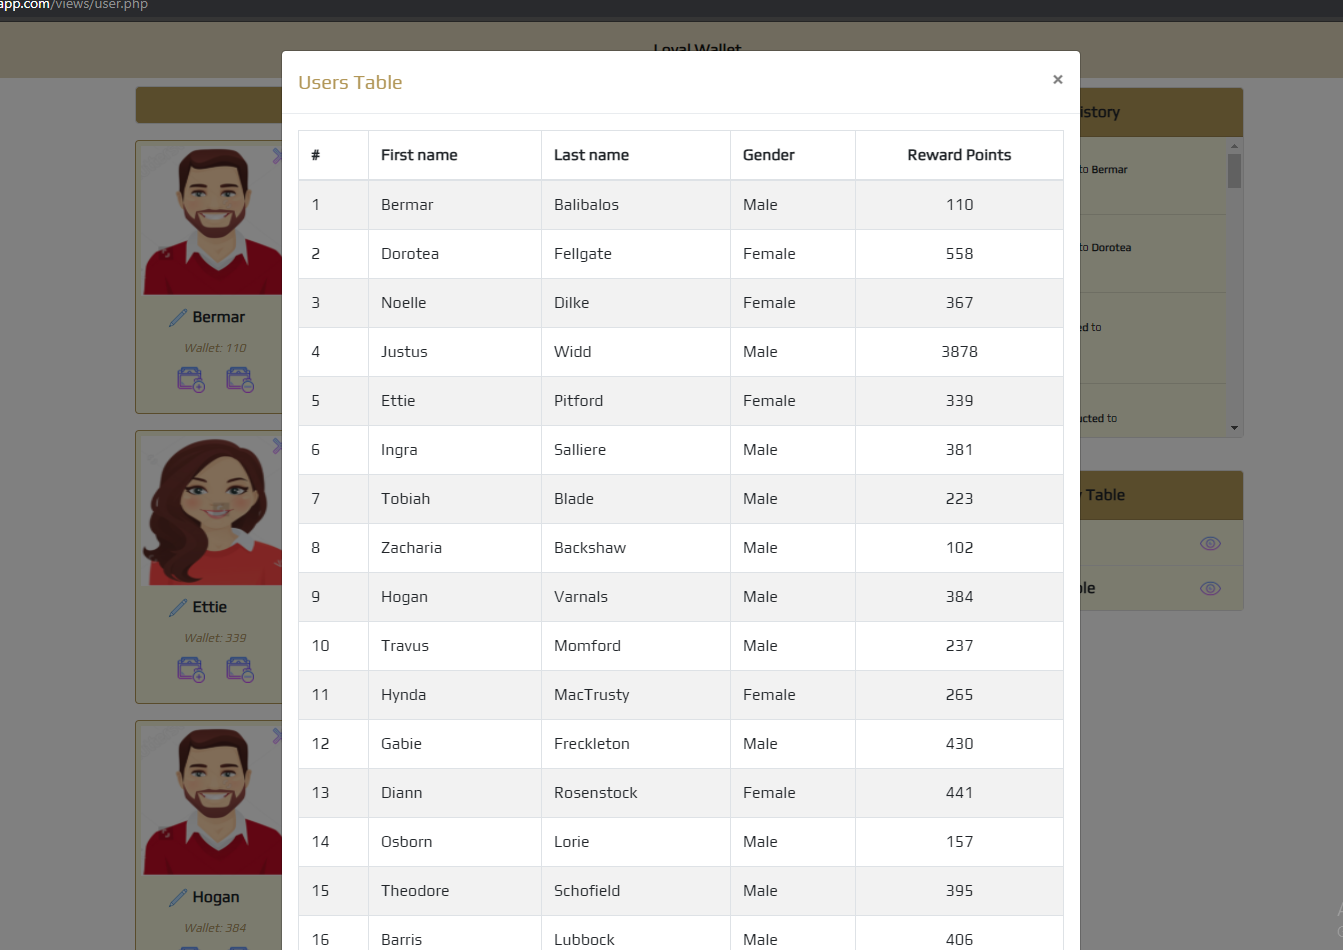 app.com/views/user.php
Loyal Wallet
Users Table ×
# First name Last name Gender Reward Points
1 Bermar Balibalos Male 110
2 Dorotea Fellgate Female 558
3 Noelle Dilke Female 367
4 Justus Widd Male 3878
5 Ettie Pitford Female 339
6 Ingra Salliere Male 381
7 Tobiah Blade Male 223
8 Zacharia Backshaw Male 102
9 Hogan Varnals Male 384
10 Travus Momford Male 237
11 Hynda MacTrusty Female 265
12 Gabie Freckleton Male 430
13 Diann Rosenstock Female 441
14 Osborn Lorie Male 157
15 Theodore Schofield Male 395
16 Barris Lubbock Male 406
Bermar
Wallet: 110
Ettie
Wallet: 339
Hogan
Wallet: 384
istory
to Bermar
to Dorotea
ed to
ucted to
y Table
ble